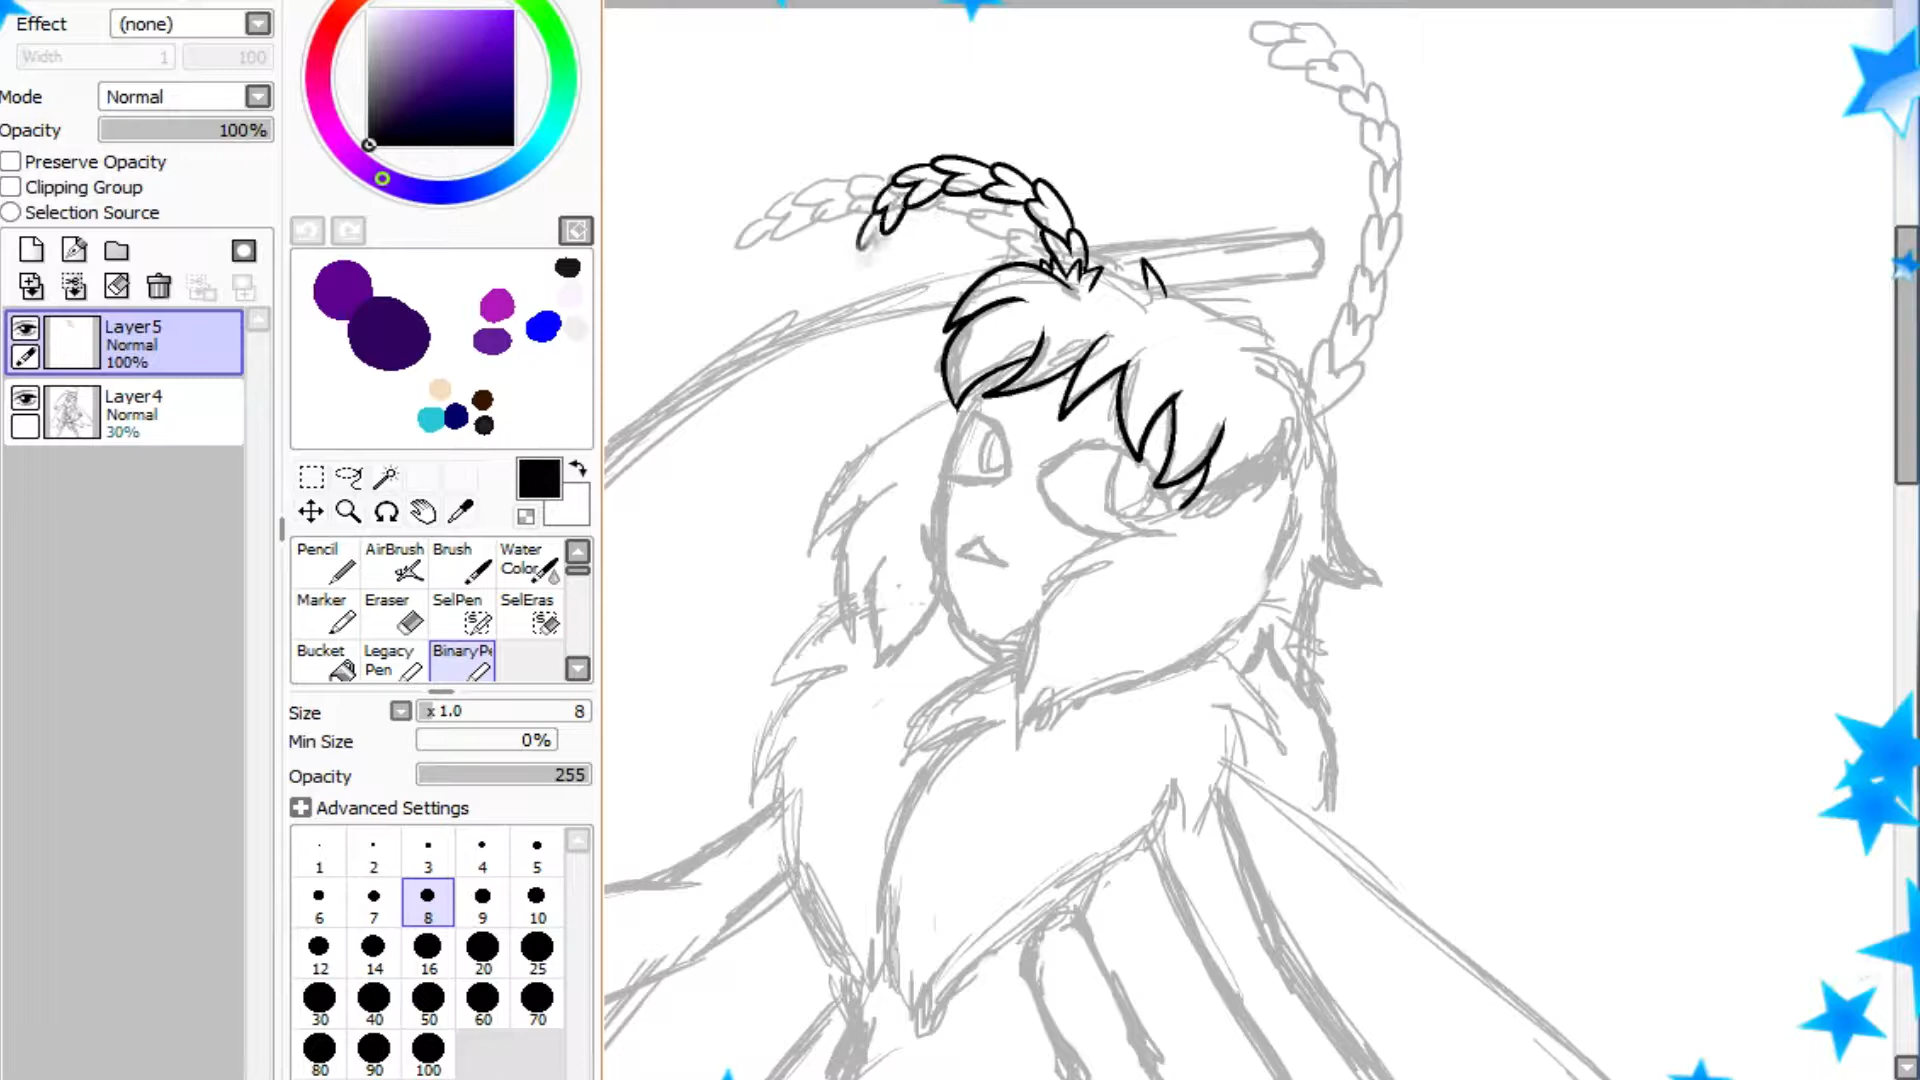 Effect (none)
Width 1 100
Mode Normal
Opacity 100%
Preserve Opacity
Clipping Group
Selection Source
Layer5
Normal
100%
Layer4
Normal
30%
Pencil AirBrush Brush Water Color
Marker Eraser SelPen SelEras
Bucket Legacy Pen BinaryPe
Size x 1.0 8
Min Size 0%
Opacity 255
Advanced Settings
1 2 3 4 5
6 7 8 9 10
12 14 16 20 25
30 40 50 60 70
80 90 100